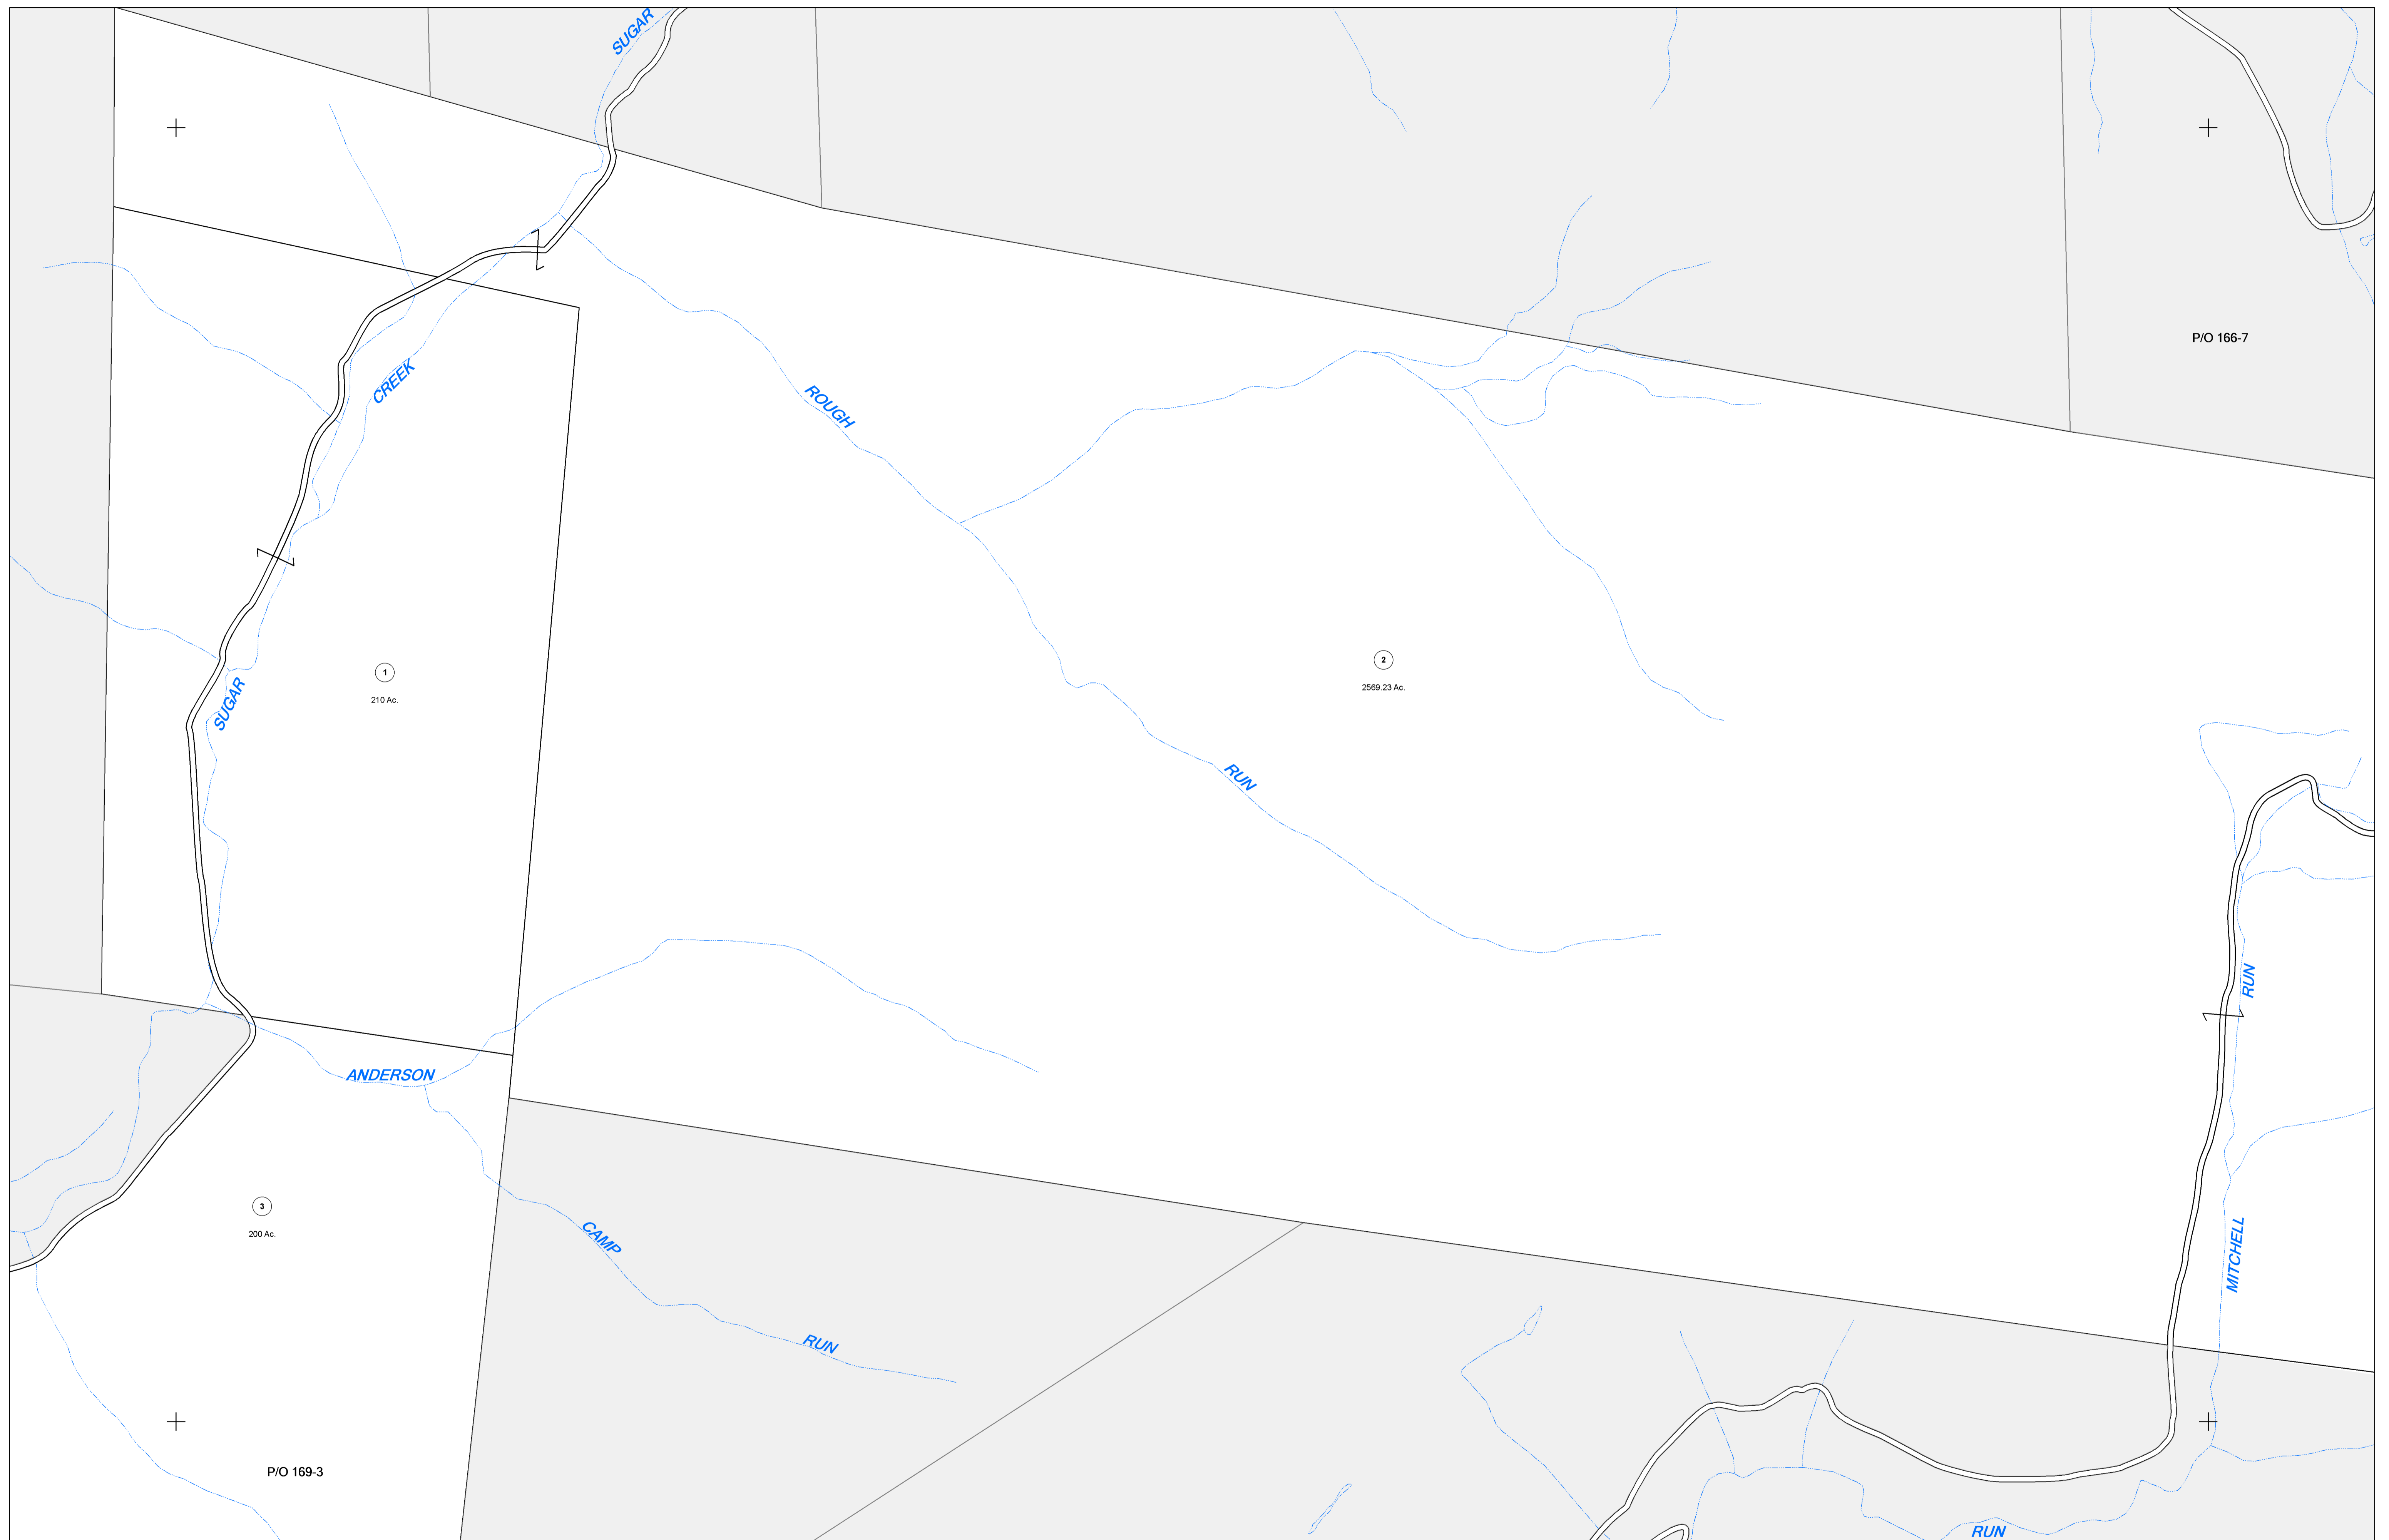 SUGAR
P/O 166-7
CREEK
ROUGH
2
2569.23 Ac.
1
210 Ac.
SUGAR
RUN
RUN
ANDERSON
3
200 Ac.
CAMP
MITCHELL
RUN
P/O 169-3
RUN